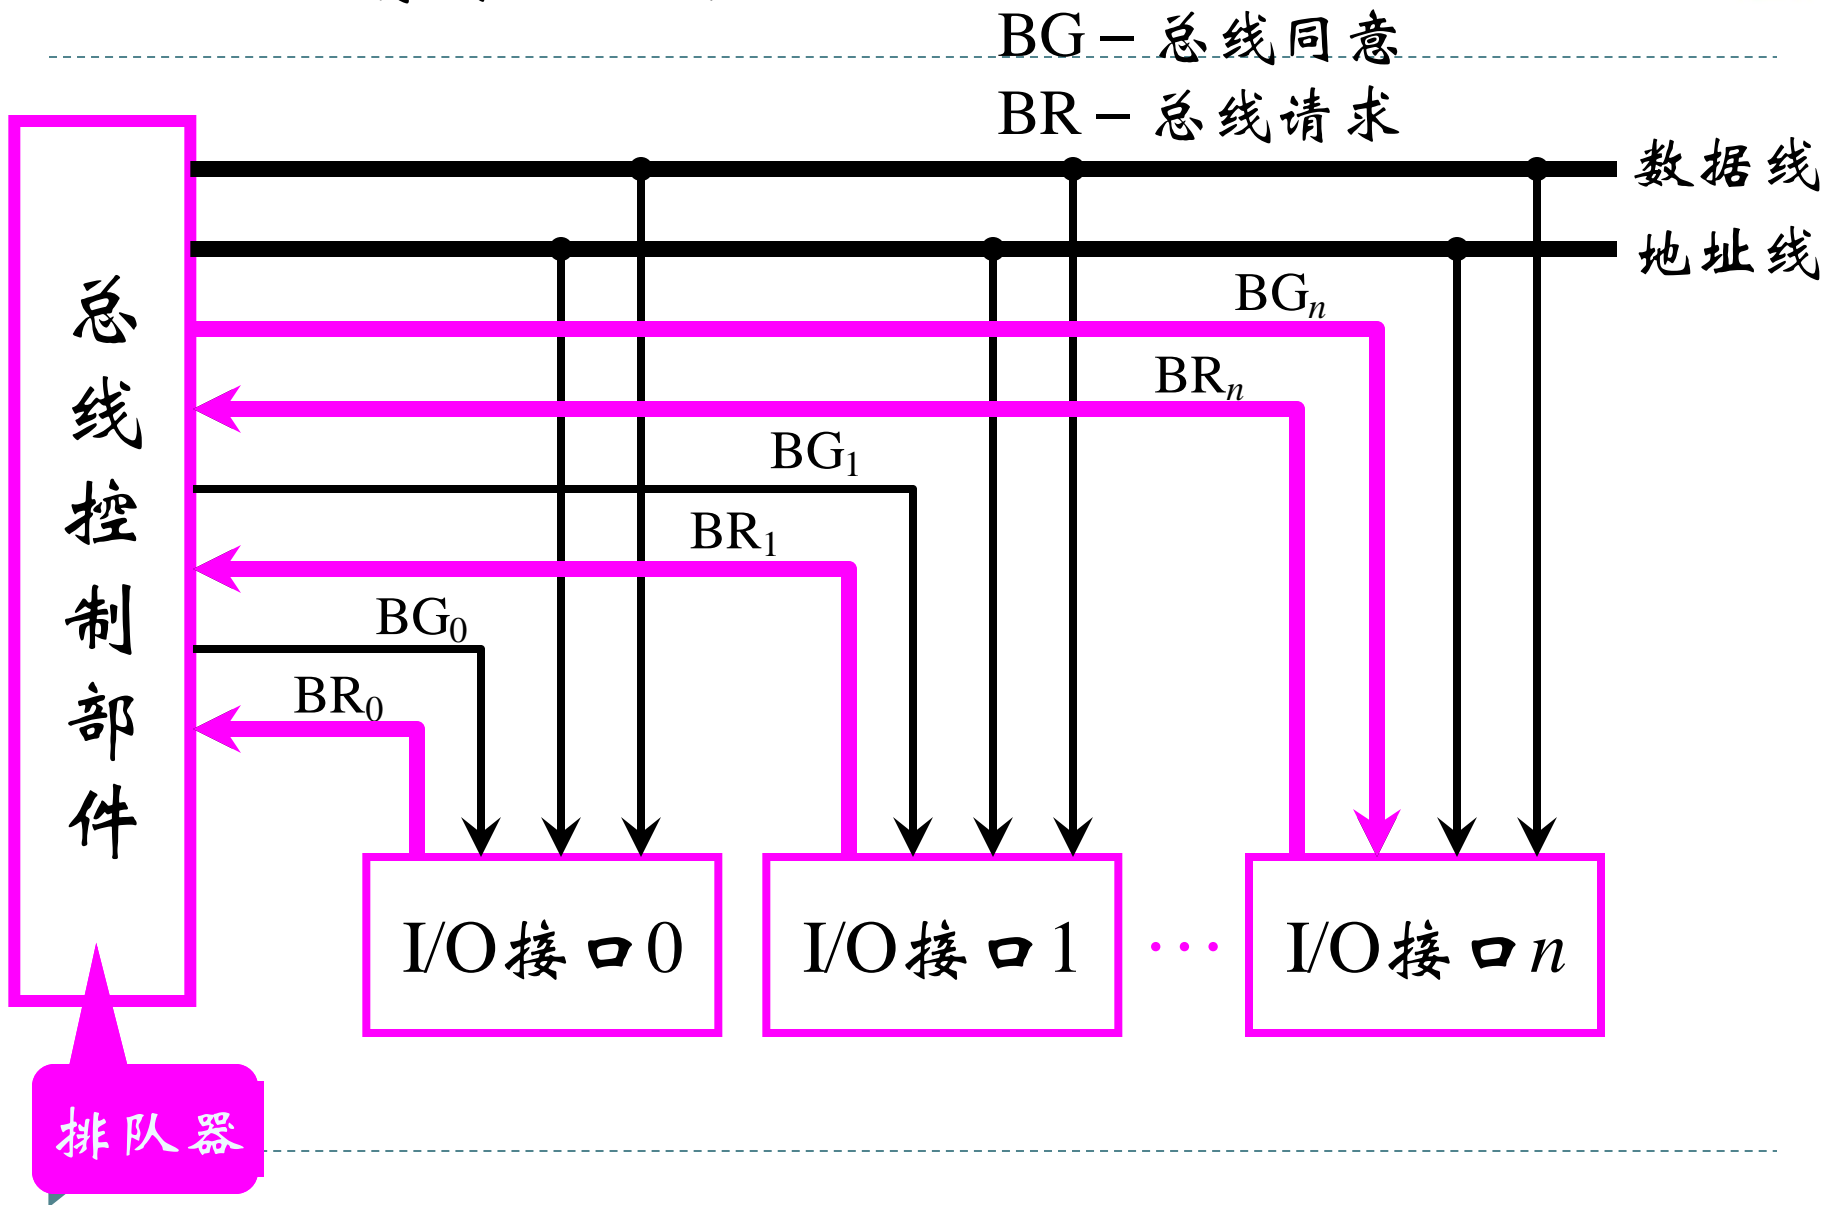 BG – 总线同意
BR – 总线请求
数据线
地址线
BGn
BRn
BG1
BR1
BG0
BR0
总线控制部件
I/O接口0
I/O接口1
···
I/O接口n
排队器